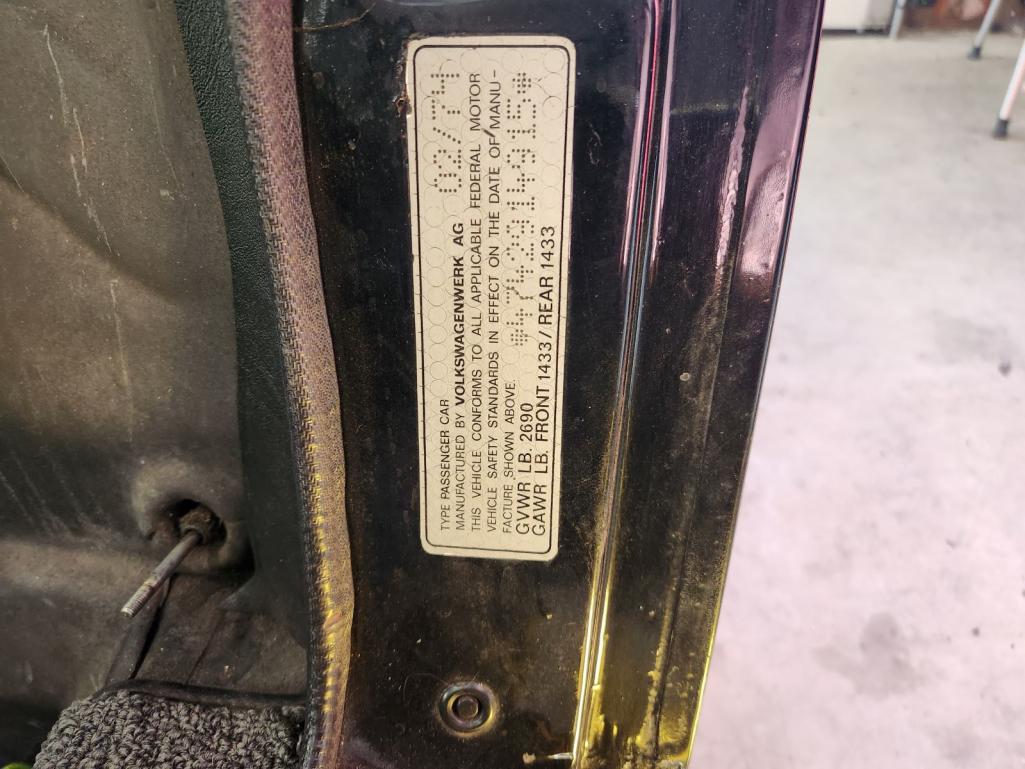 TYPE PASSENGER CAR
MANUFACTURED BY VOLKSWAGENWERK AG 02/74
THIS VEHICLE CONFORMS TO ALL APPLICABLE FEDERAL MOTOR
VEHICLE SAFETY STANDARDS IN EFFECT ON THE DATE OF MANU-
FACTURE SHOWN ABOVE. *4742916915*
GVWR LB. 2690
GAWR LB. FRONT 1433 / REAR 1433